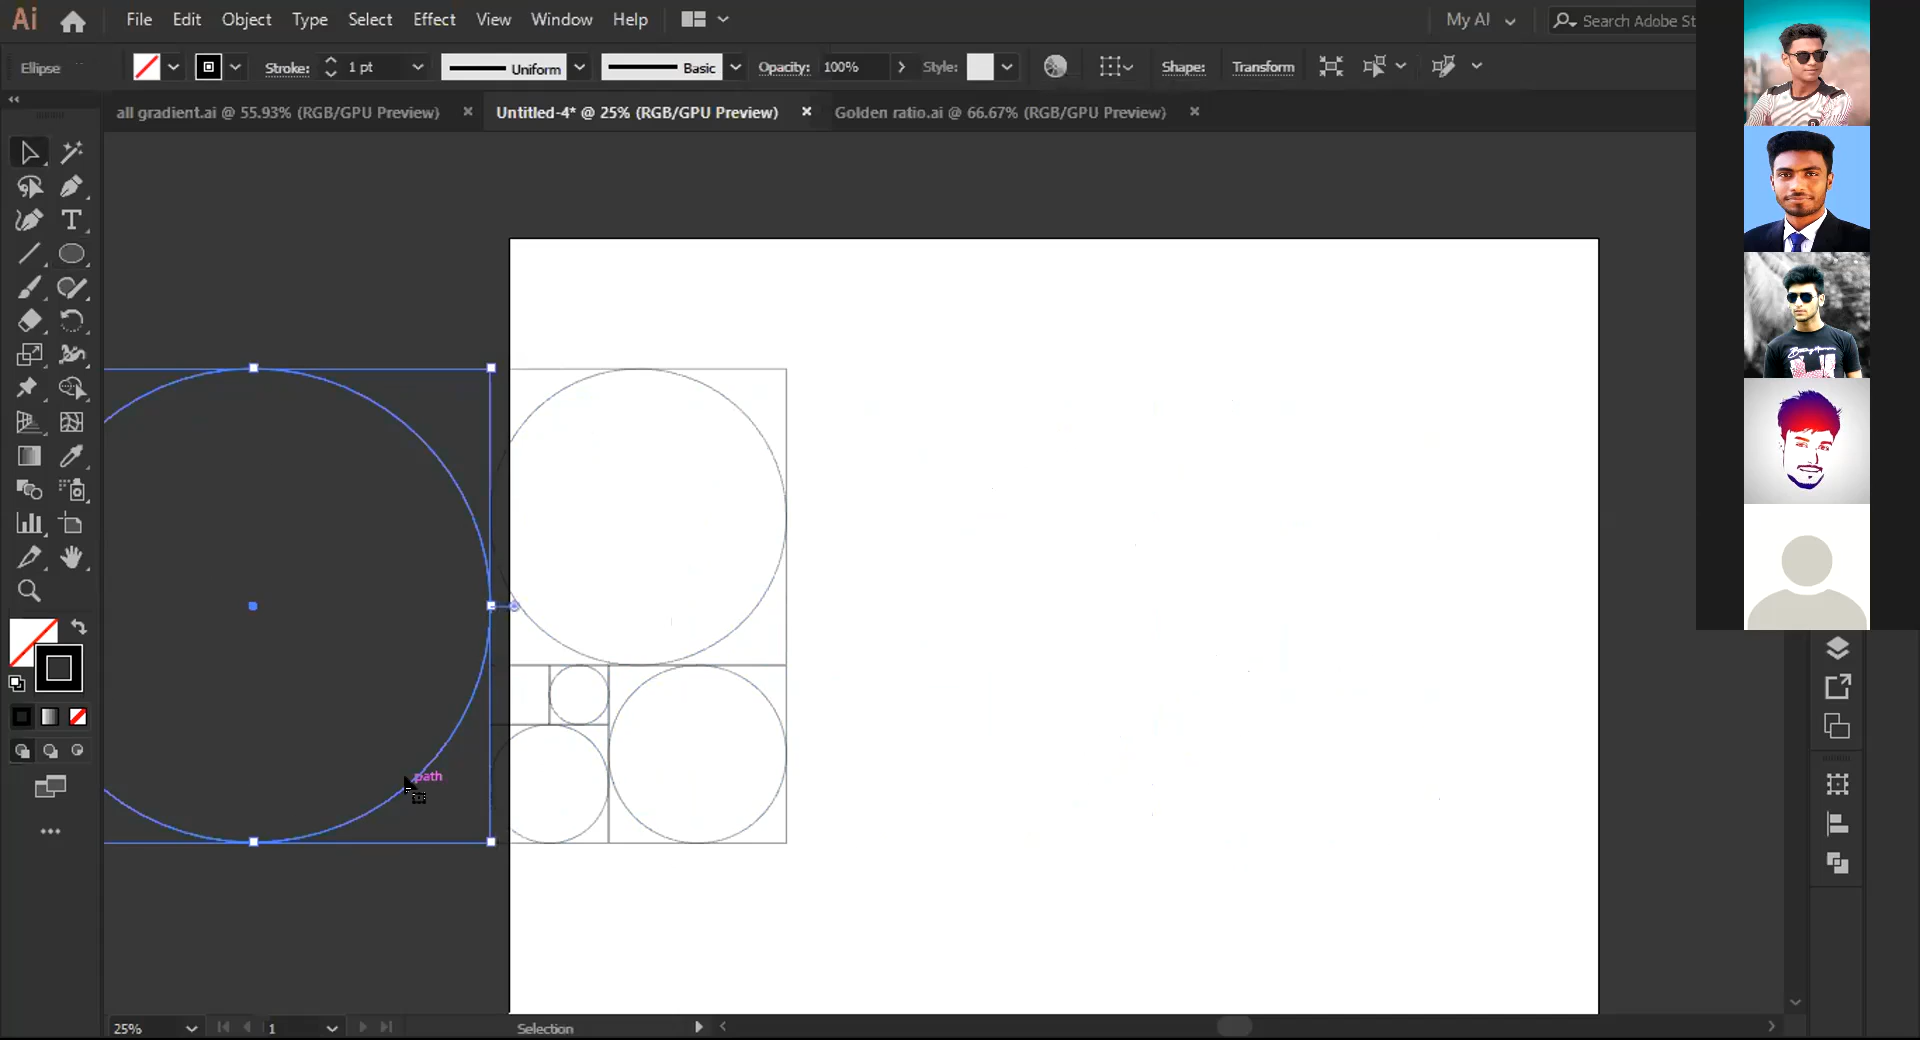 Ai File Edit Object Type Select Effect View Window Help My AI Search Adobe St
Ellipse Stroke: 1 pt Uniform Basic Opacity: 100% Style: Shape: Transform
all gradient.ai @ 55.93% (RGB/GPU Preview) Untitled-4* @ 25% (RGB/GPU Preview) Golden ratio.ai @ 66.67% (RGB/GPU Preview)
path
25% 1 Selection